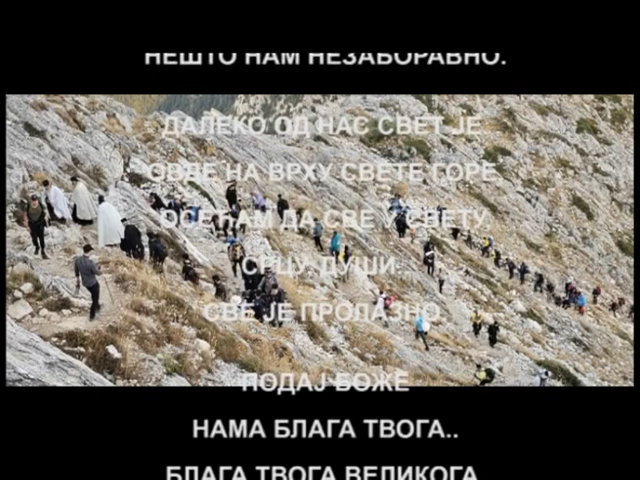 НЕШТО НАМ НЕЗАБОРАВНО.
ДАЛЕКО ОД НАС СВЕТ ЈЕ
ОВДЕ НА ВРХУ СВЕТЕ ГОРЕ
ОСЕЋАМ ДА СВЕ У СВЕТУ
СРЦУ, ДУШИ
СВЕ ЈЕ ПРОЛАЗНО.
ПОДАЈ БОЖЕ
НАМА БЛАГА ТВОГА..
БЛАГА ТВОГА ВЕЛИКОГА